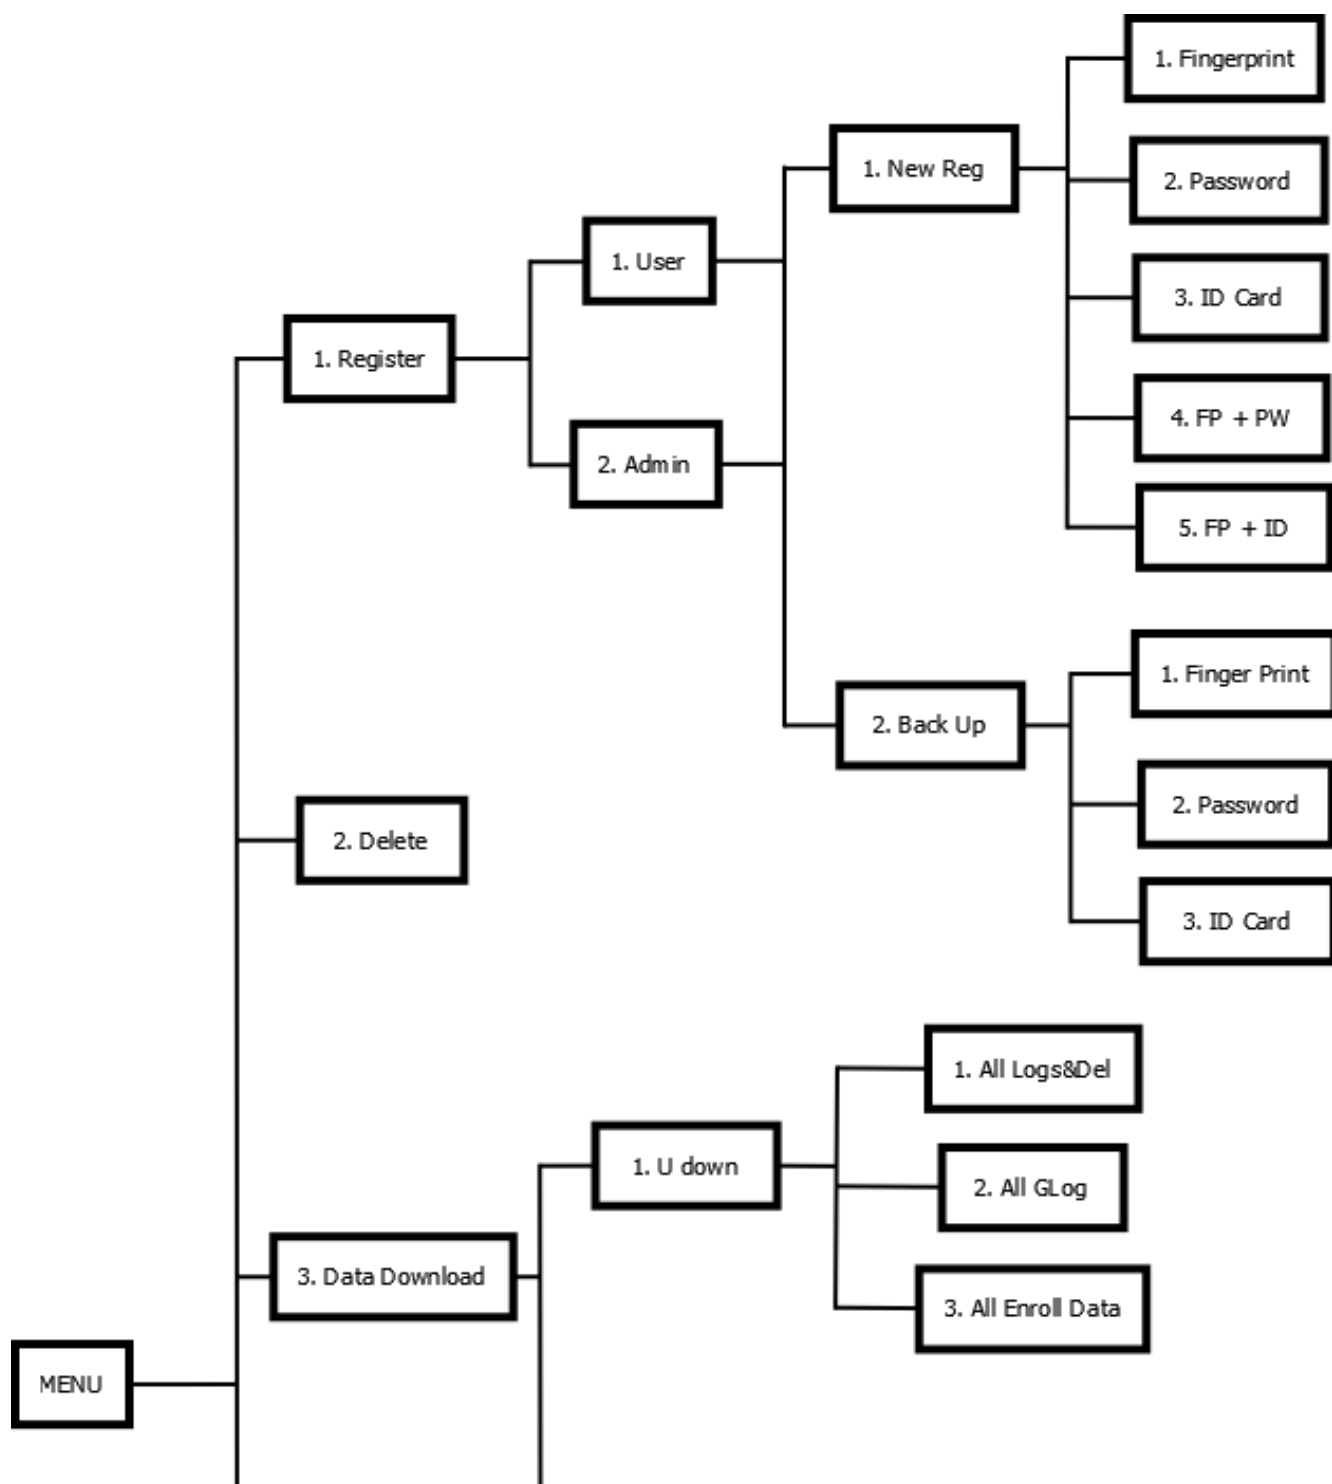 1. Fingerprint
1. New Reg
2. Password
1. User
3. ID Card
1. Register
4. FP + PW
2. Admin
5. FP + ID
1. Finger Print
2. Back Up
2. Password
2. Delete
3. ID Card
1. All Logs&Del
1. U down
2. All GLog
3. Data Download
3. All Enroll Data
MENU